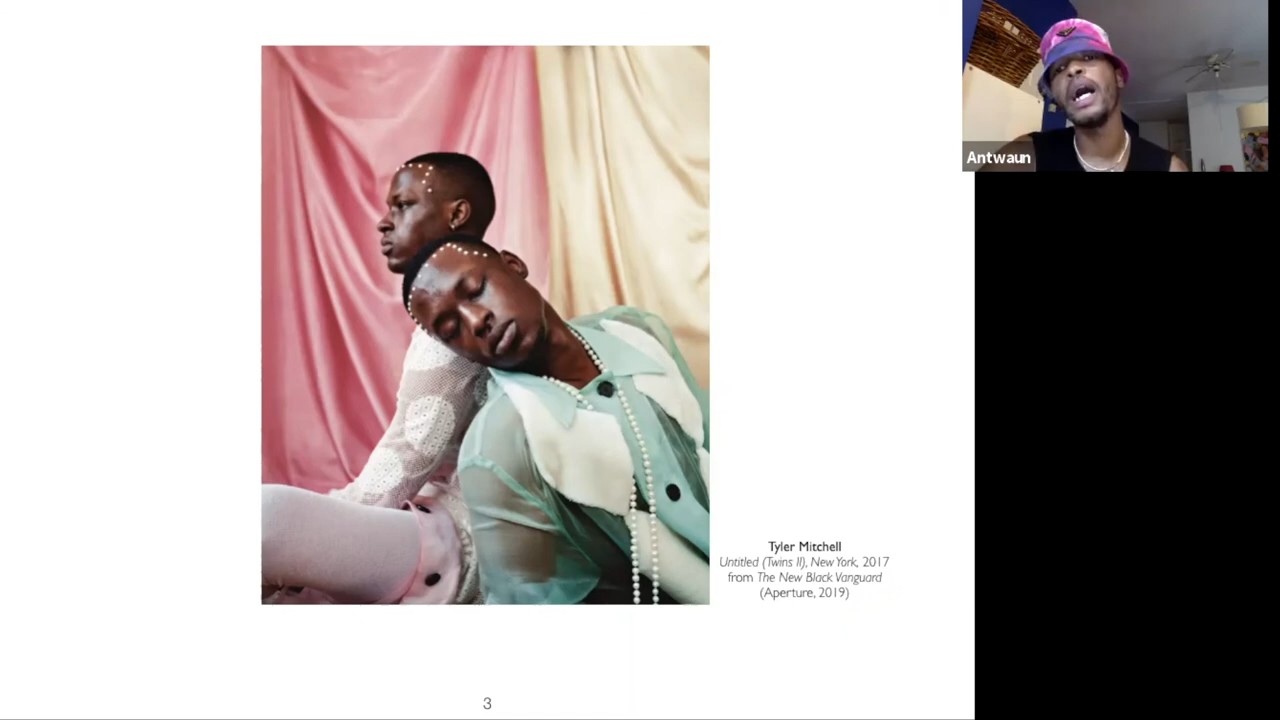 Antwaun
Tyler Mitchell
Untitled (Twins II), New York, 2017
from The New Black Vanguard
(Aperture, 2019)
3